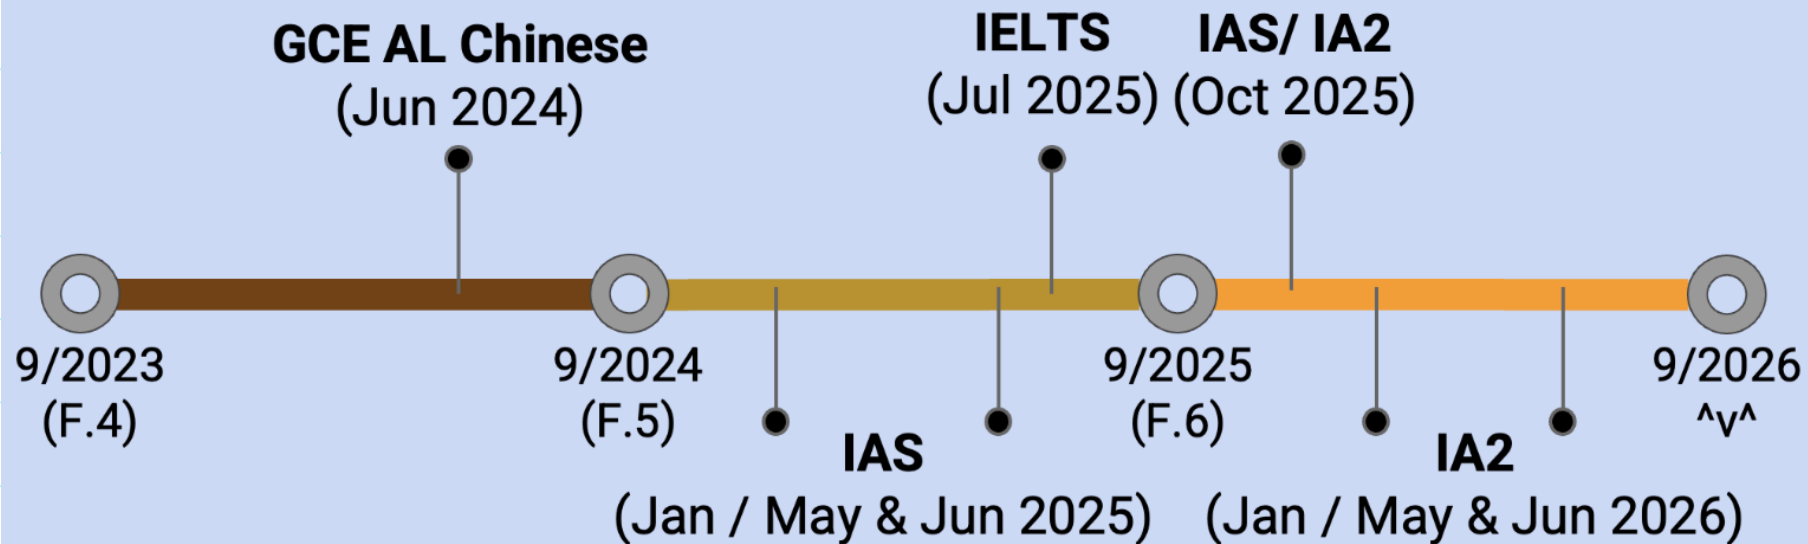 GCE AL Chinese
(Jun 2024)
IELTS
(Jul 2025)
IAS/ IA2
(Oct 2025)
9/2023
(F.4)
9/2024
(F.5)
9/2025
(F.6)
9/2026
^v^
IAS
(Jan / May & Jun 2025)
IA2
(Jan / May & Jun 2026)